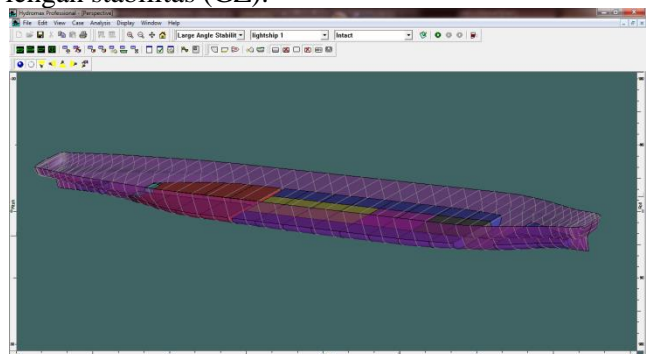 lengan stabilitas (GZ).
Hydromax Professional - [Perspective]
File Edit View Case Analysis Display Window Help
Large Angle Stabilit lightship 1 Intact